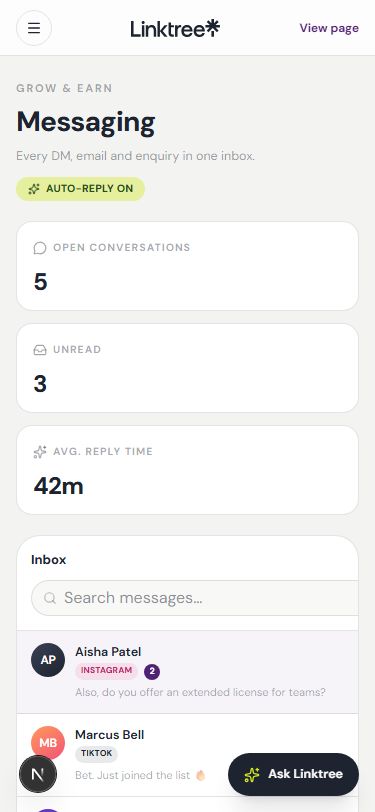 Linktree
View page
GROW & EARN
Messaging
Every DM, email and enquiry in one inbox.
AUTO-REPLY ON
OPEN CONVERSATIONS
5
UNREAD
3
AVG. REPLY TIME
42m
Inbox
Search messages...
AP
Aisha Patel
INSTAGRAM 2
Also, do you offer an extended license for teams?
MB
Marcus Bell
TIKTOK
Bet. Just joined the list
N
Ask Linktree